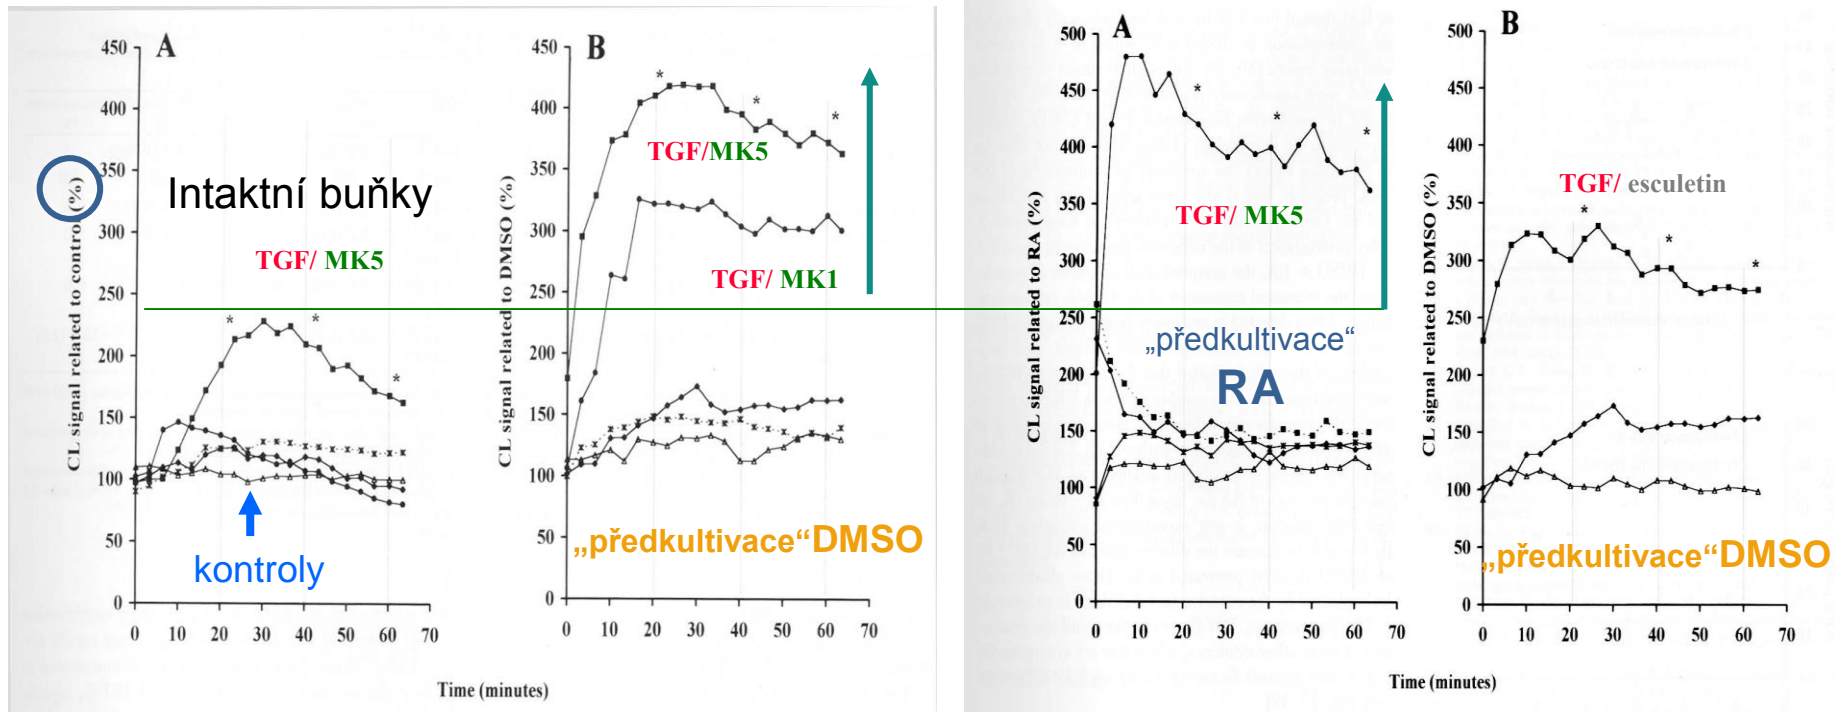 A
450
400
350
300
250
200
150
100
50
0
CL signal related to control (%)
Intaktní buňky
TGF/ MK5
*
*
*
kontroly
0 10 20 30 40 50 60 70
B
450
400
350
300
250
200
150
100
50
0
CL signal related to DMSO (%)
*
*
*
TGF/MK5
TGF/ MK1
„předkultivace“DMSO
0 10 20 30 40 50 60 70
Time (minutes)
A
500
450
400
350
300
250
200
150
100
50
0
CL signal related to RA (%)
*
*
*
TGF/ MK5
„předkultivace“
RA
0 10 20 30 40 50 60 70
B
500
450
400
350
300
250
200
150
100
50
0
CL signal related to DMSO (%)
TGF/ esculetin
*
*
*
„předkultivace“DMSO
0 10 20 30 40 50 60 70
Time (minutes)